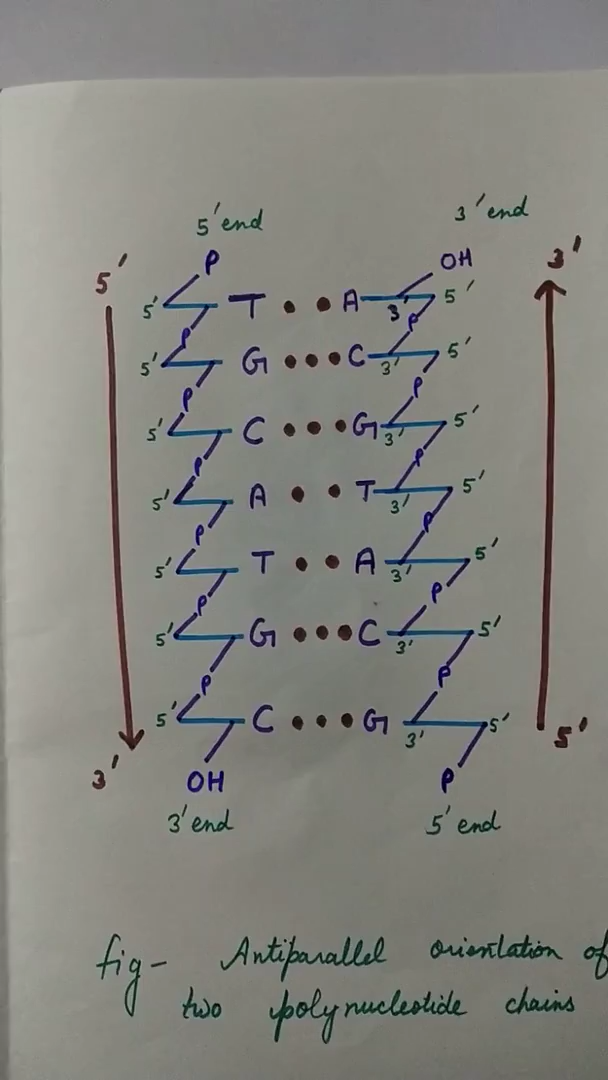 5' end 3' end
P OH
5' 3'
5' T • • A 3' 5'
P P
5' G • • • C 3' 5'
P P
5' C • • • G 3' 5'
P P
5' A • • T 3' 5'
P P
5' T • • A 3' 5'
P P
5' G • • • C 3' 5'
P P
5' C • • • G 3' 5'
3' 5'
OH P
3' end 5' end
fig - Antiparallel orientation of
two polynucleotide chains